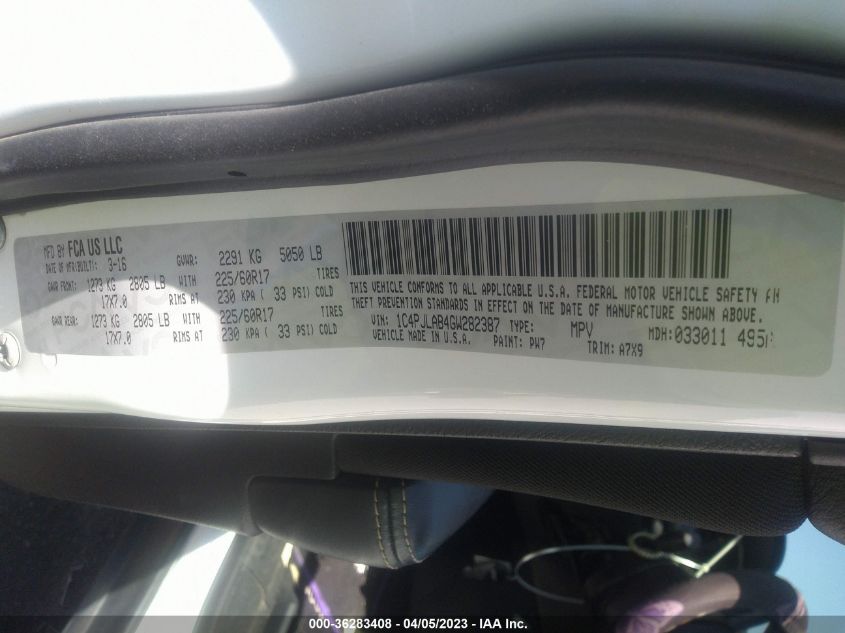 MFD BY FCA US LLC
DATE OF MFR(BUILT): 3-16 GVWR: 2291 KG 5050 LB
GAWR FRONT: 1273 KG 2805 LB WITH 225/60R17 TIRES
17X7.0 RIMS AT 230 KPA ( 33 PSI) COLD
GAWR REAR: 1273 KG 2805 LB WITH 225/60R17 TIRES
17X7.0 RIMS AT 230 KPA ( 33 PSI) COLD
THIS VEHICLE CONFORMS TO ALL APPLICABLE U.S.A. FEDERAL MOTOR VEHICLE SAFETY
THEFT PREVENTION STANDARDS IN EFFECT ON THE DATE OF MANUFACTURE SHOWN ABOVE.
VIN: 1C4PJLAB4GW282387 TYPE: MPV MDH: 033011 495
VEHICLE MADE IN U.S.A. PAINT: PW7 TRIM: A7X9
000-36283408 - 04/05/2023 - IAA Inc.